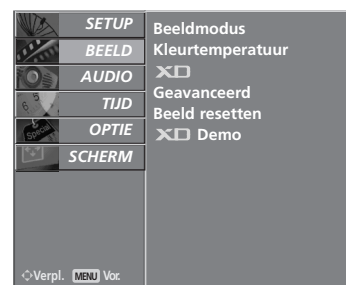 SETUP
BEELD
AUDIO
TIJD
OPTIE
SCHERM
Verpl. MENU Vor.
Beeldmodus
Kleurtemperatuur
XD
Geavanceerd
Beeld resetten
XD Demo